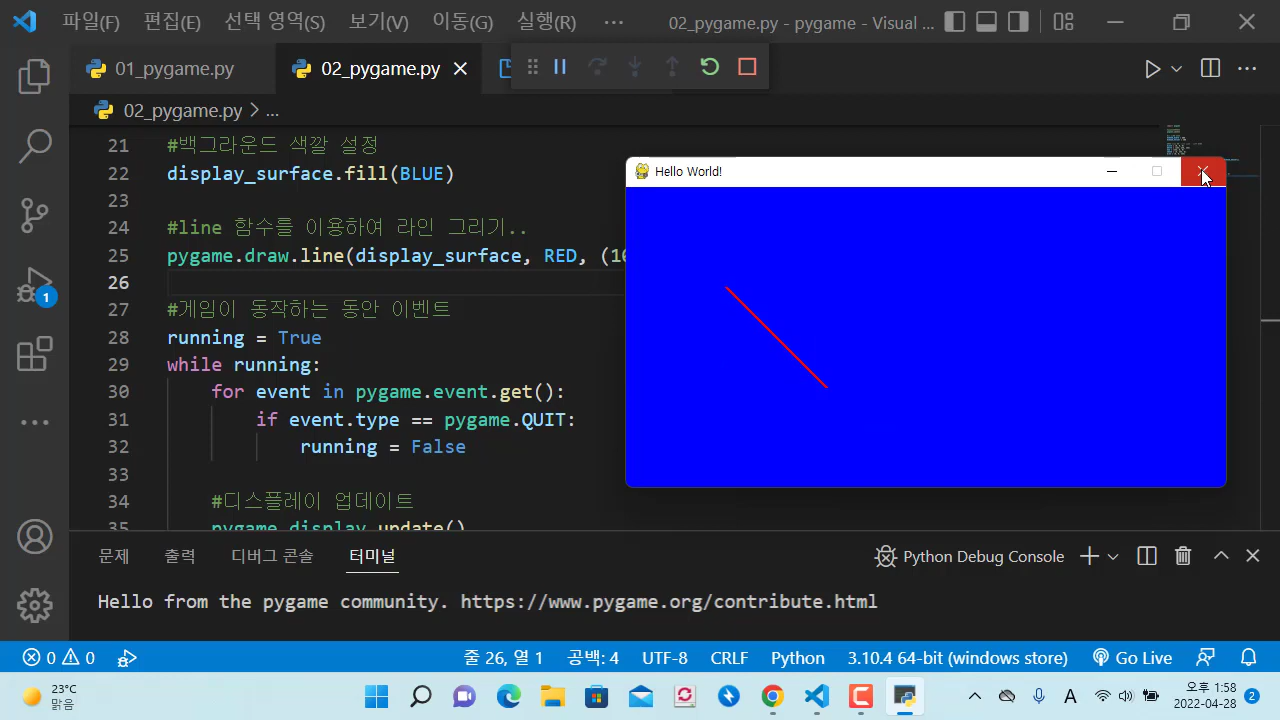 파일(F) 편집(E) 선택 영역(S) 보기(V) 이동(G) 실행(R) ··· 02_pygame.py - pygame - Visual ...
01_pygame.py 02_pygame.py
02_pygame.py > ...
21 #백그라운드 색깔 설정
22 display_surface.fill(BLUE)
23
24 #line 함수를 이용하여 라인 그리기..
25 pygame.draw.line(display_surface, RED, (10
26
27 #게임이 동작하는 동안 이벤트
28 running = True
29 while running:
30 for event in pygame.event.get():
31 if event.type == pygame.QUIT:
32 running = False
33
34 #디스플레이 업데이트
35 pygame.display.update()
Hello World!
1
문제 출력 디버그 콘솔 터미널 Python Debug Console
Hello from the pygame community. https://www.pygame.org/contribute.html
0 0 줄 26, 열 1 공백: 4 UTF-8 CRLF Python 3.10.4 64-bit (windows store) Go Live
23°C
맑음
A
오후 1:58
2022-04-28
2